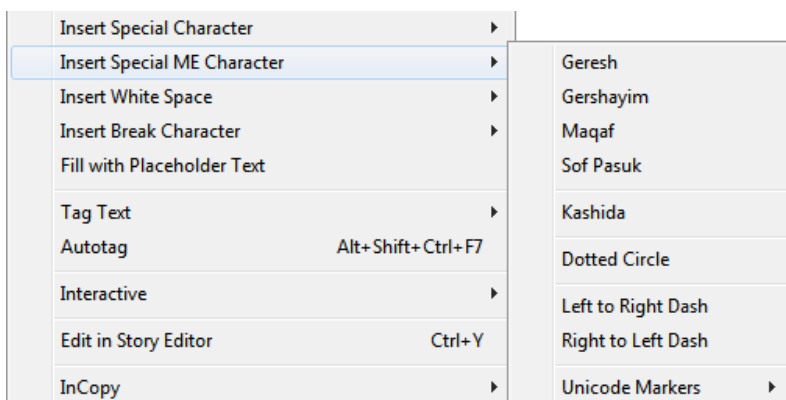 Insert Special Character
Insert Special ME Character
Insert White Space
Insert Break Character
Fill with Placeholder Text
Tag Text
Autotag Alt+Shift+Ctrl+F7
Interactive
Edit in Story Editor Ctrl+Y
InCopy
Geresh
Gershayim
Maqaf
Sof Pasuk
Kashida
Dotted Circle
Left to Right Dash
Right to Left Dash
Unicode Markers